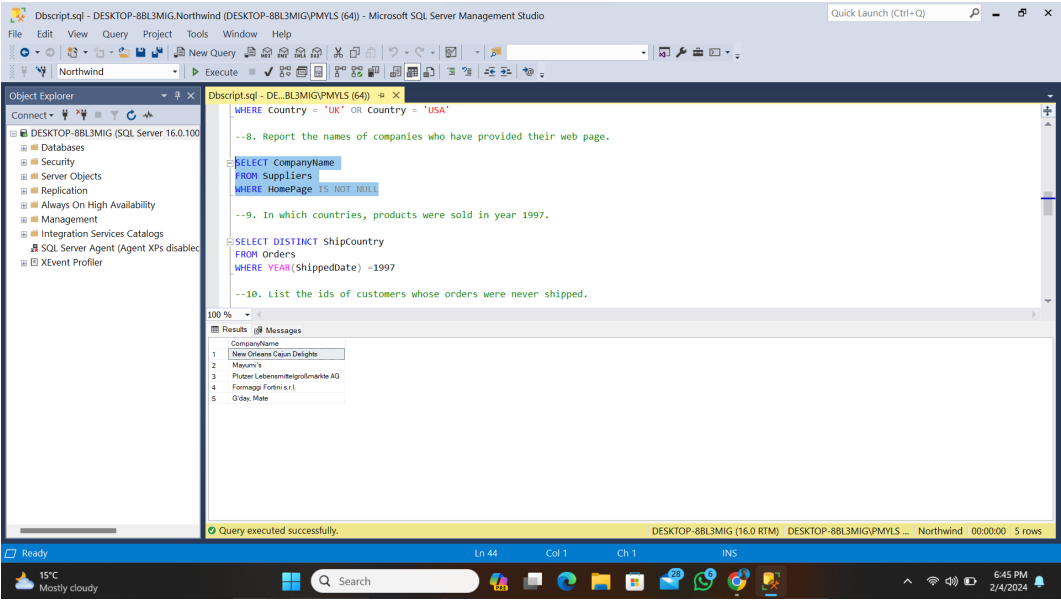 Dbscript.sql - DESKTOP-8BL3MIG.Northwind (DESKTOP-8BL3MIG\PMYLS (64)) - Microsoft SQL Server Management Studio
Quick Launch (Ctrl+Q)
File Edit View Query Project Tools Window Help
New Query
Northwind
Execute
Object Explorer
Dbscript.sql - DE...BL3MIG\PMYLS (64))
Connect
DESKTOP-8BL3MIG (SQL Server 16.0.100
Databases
Security
Server Objects
Replication
Always On High Availability
Management
Integration Services Catalogs
SQL Server Agent (Agent XPs disablec
XEvent Profiler
WHERE Country = 'UK' OR Country = 'USA'
--8. Report the names of companies who have provided their web page.
SELECT CompanyName
FROM Suppliers
WHERE HomePage IS NOT NULL
--9. In which countries, products were sold in year 1997.
SELECT DISTINCT ShipCountry
FROM Orders
WHERE YEAR(ShippedDate) =1997
--10. List the ids of customers whose orders were never shipped.
100 %
Results Messages
CompanyName
1 New Orleans Cajun Delights
2 Mayumi's
3 Plutzer Lebensmittelgroßmärkte AG
4 Formaggi Fortini s.r.l.
5 G'day, Mate
Query executed successfully.
DESKTOP-8BL3MIG (16.0 RTM) DESKTOP-8BL3MIG\PMYLS ... Northwind 00:00:00 5 rows
Ready Ln 44 Col 1 Ch 1 INS
15°C
Mostly cloudy
Search
28
6
6:45 PM
2/4/2024